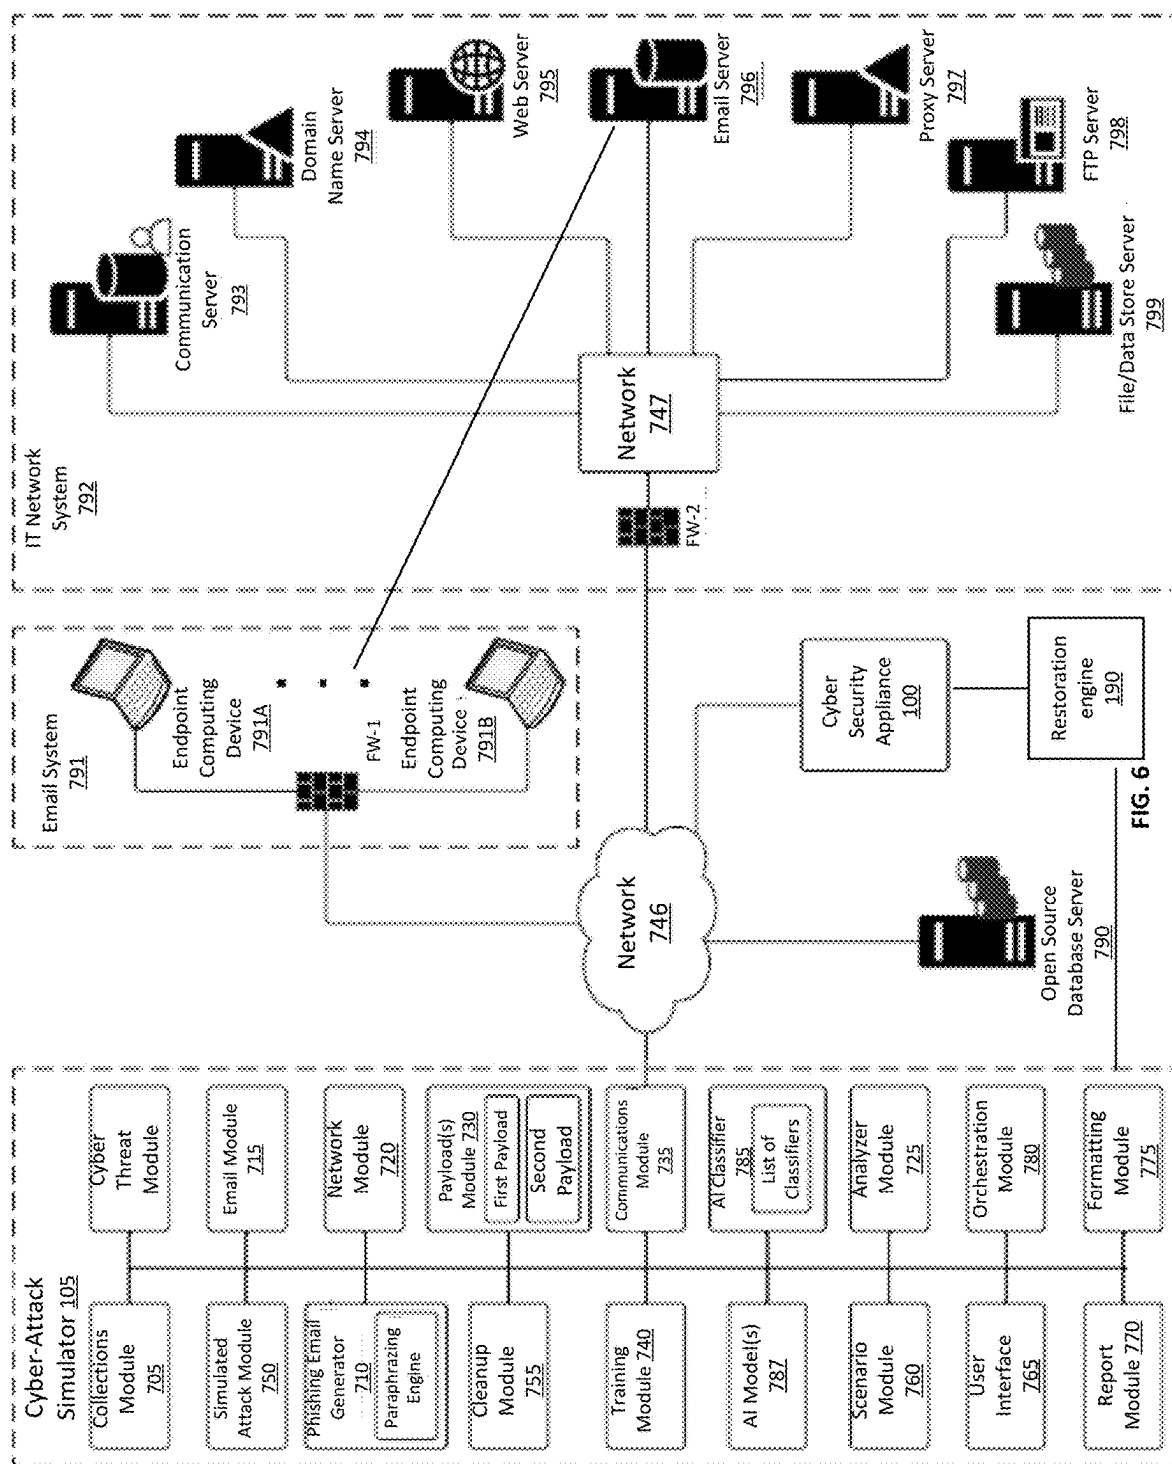 Cyber-Attack
Simulator 105
Collections
Module
705
Simulated
Attack Module
750
Phishing Email
Generator
710
Paraphrazing
Engine
Cleanup
Module
755
Training
Module 740
AI Model(s)
787
Scenario
Module
760
User
Interface
765
Report
Module 770
Cyber
Threat
Module
Email Module
715
Network
Module
720
Payload(s)
Module 730
First Payload
Second
Payload
Communications
Module
735
AI Classifier
785
List of
Classifiers
Analyzer
Module
725
Orchestration
Module
780
Formating
Module
775
Network
746
Open Source
Database Server
790
Email System
791
Endpoint
Computing
Device
791A
FW-1
Endpoint
Computing
Device
791B
Cyber
Security
Appliance
100
Restoration
engine
190
IT Network
System
792
FW-2
Network
747
Communication
Server
793
Domain
Name Server
794
Web Server
795
Email Server
796
Proxy Server
797
FTP Server
798
File/Data Store Server
799
FIG. 6